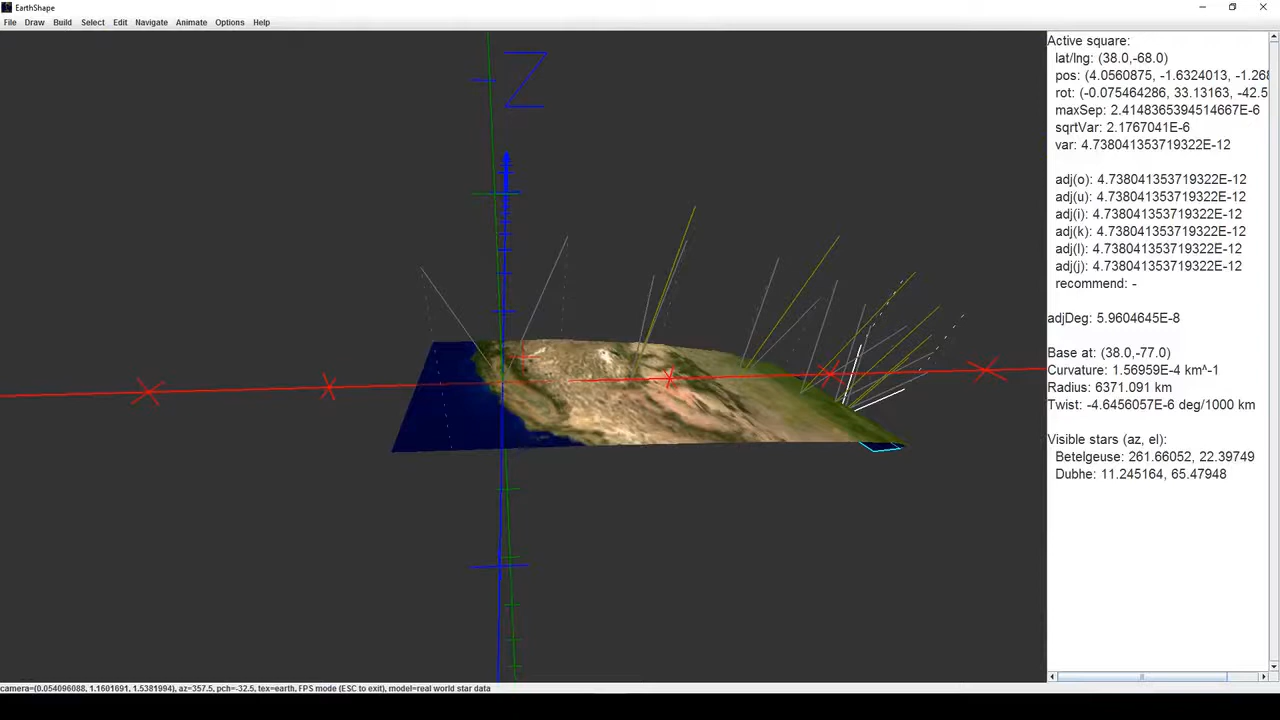 EarthShape
File Draw Build Select Edit Navigate Animate Options Help
Z
Active square:
lat/lng: (38.0,-68.0)
pos: (4.0560875, -1.6324013, -1.268
rot: (-0.075464286, 33.13163, -42.5
maxSep: 2.4148365394514667E-6
sqrtVar: 2.1767041E-6
var: 4.738041353719322E-12
adj(o): 4.738041353719322E-12
adj(u): 4.738041353719322E-12
adj(i): 4.738041353719322E-12
adj(k): 4.738041353719322E-12
adj(l): 4.738041353719322E-12
adj(j): 4.738041353719322E-12
recommend: -
adjDeg: 5.9604645E-8
Base at: (38.0,-77.0)
Curvature: 1.56959E-4 km^-1
Radius: 6371.091 km
Twist: -4.6456057E-6 deg/1000 km
Visible stars (az, el):
Betelgeuse: 261.66052, 22.39749
Dubhe: 11.245164, 65.47948
camera=(0.054096088, 1.1601691, 1.5381994), az=357.5, pch=-32.5, tex=earth, FPS mode (ESC to exit), model=real world star data